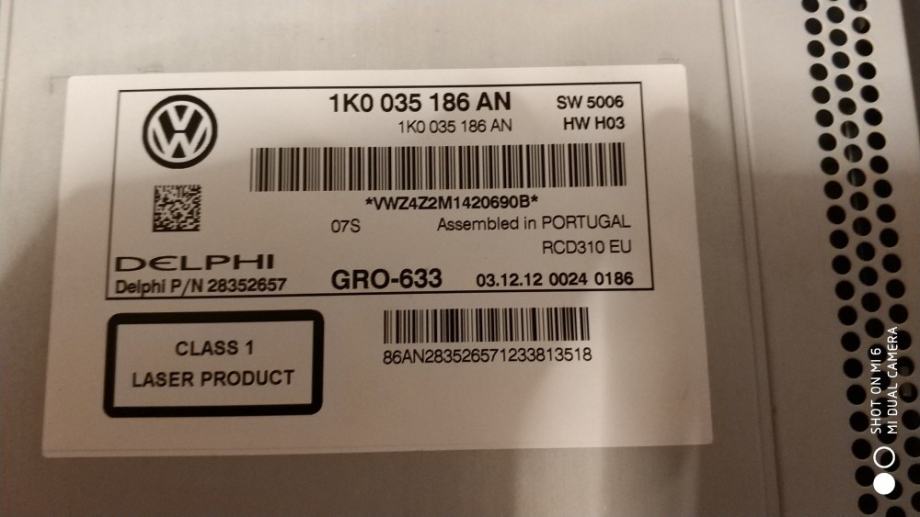 1K0 035 186 AN SW 5006
1K0 035 186 AN HW H03
*VWZ4Z2M1420690B*
07S Assembled in PORTUGAL
RCD310 EU
DELPHI
Delphi P/N 28352657 GRO-633 03.12.12 0024 0186
CLASS 1
LASER PRODUCT
86AN283526571233813518
SHOT ON MI 6
MI DUAL CAMERA